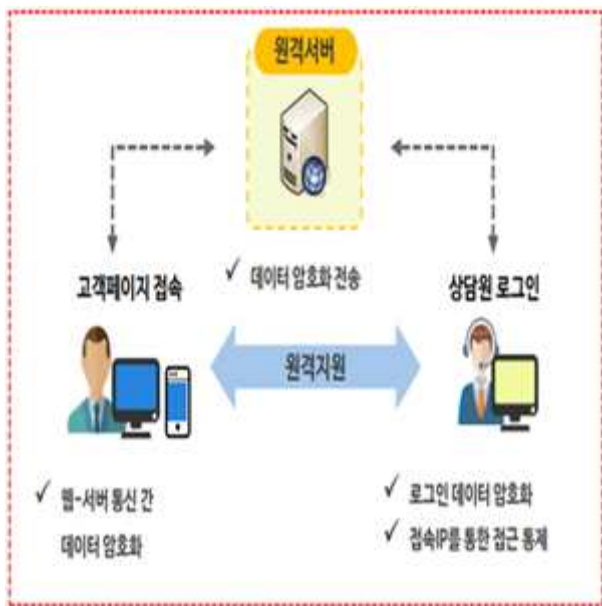 원격서버
✓ 데이터 암호화 전송
고객페이지 접속
상담원 로그인
원격지원
✓ 웹-서버 통신 간
데이터 암호화
✓ 로그인 데이터 암호화
✓ 접속IP를 통한 접근 통제